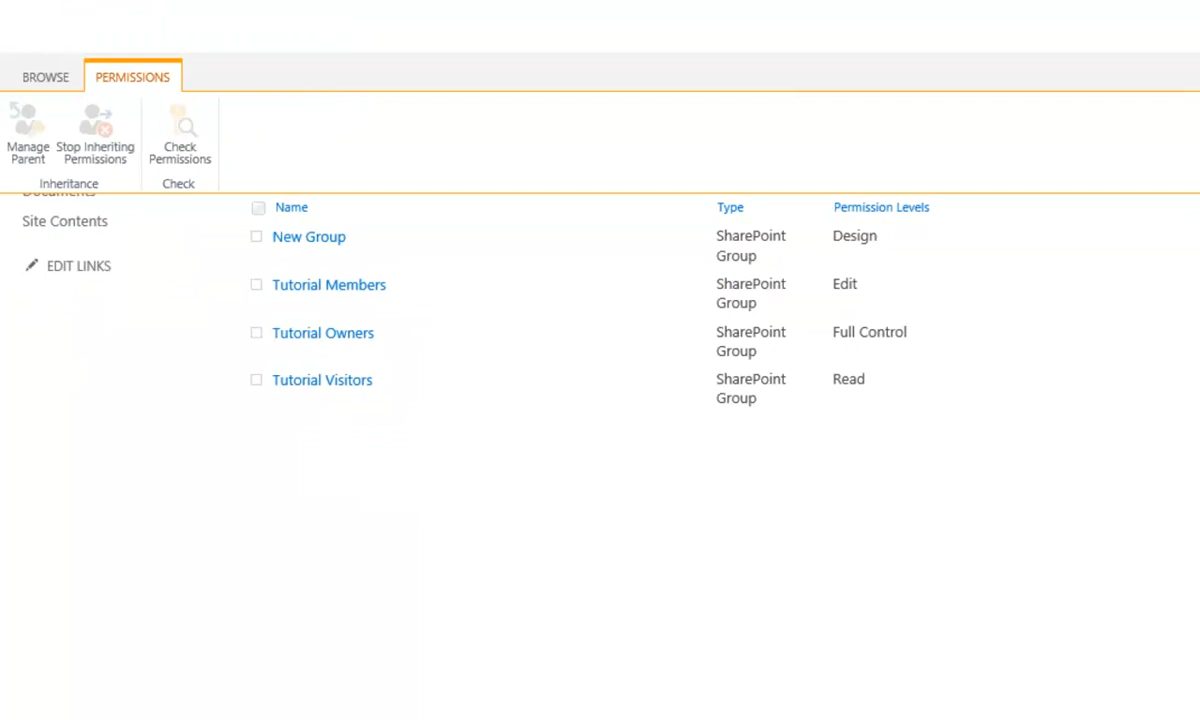 BROWSE PERMISSIONS
Manage Parent
Stop Inheriting Permissions
Check Permissions
Inheritance
Check
Documents
Site Contents
EDIT LINKS
Name Type Permission Levels
New Group SharePoint Group Design
Tutorial Members SharePoint Group Edit
Tutorial Owners SharePoint Group Full Control
Tutorial Visitors SharePoint Group Read